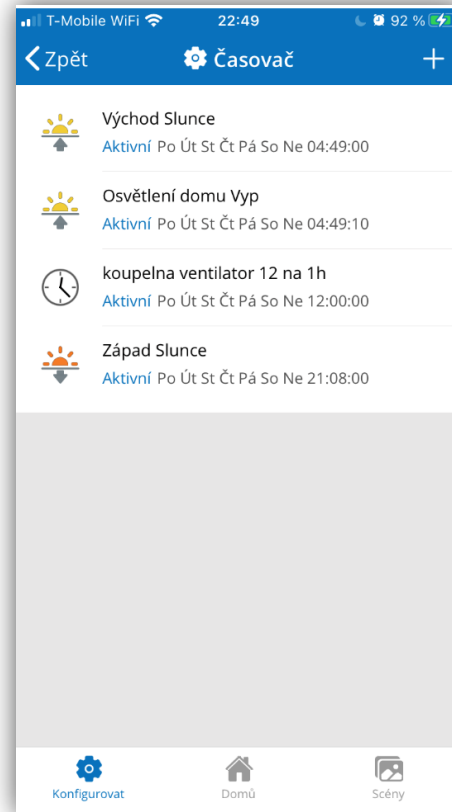 T-Mobile WiFi 22:49 92 %
Zpět Časovač +
Východ Slunce
Aktivní Po Út St Čt Pá So Ne 04:49:00
Osvětlení domu Vyp
Aktivní Po Út St Čt Pá So Ne 04:49:10
koupelna ventilator 12 na 1h
Aktivní Po Út St Čt Pá So Ne 12:00:00
Západ Slunce
Aktivní Po Út St Čt Pá So Ne 21:08:00
Konfigurovat Domů Scény